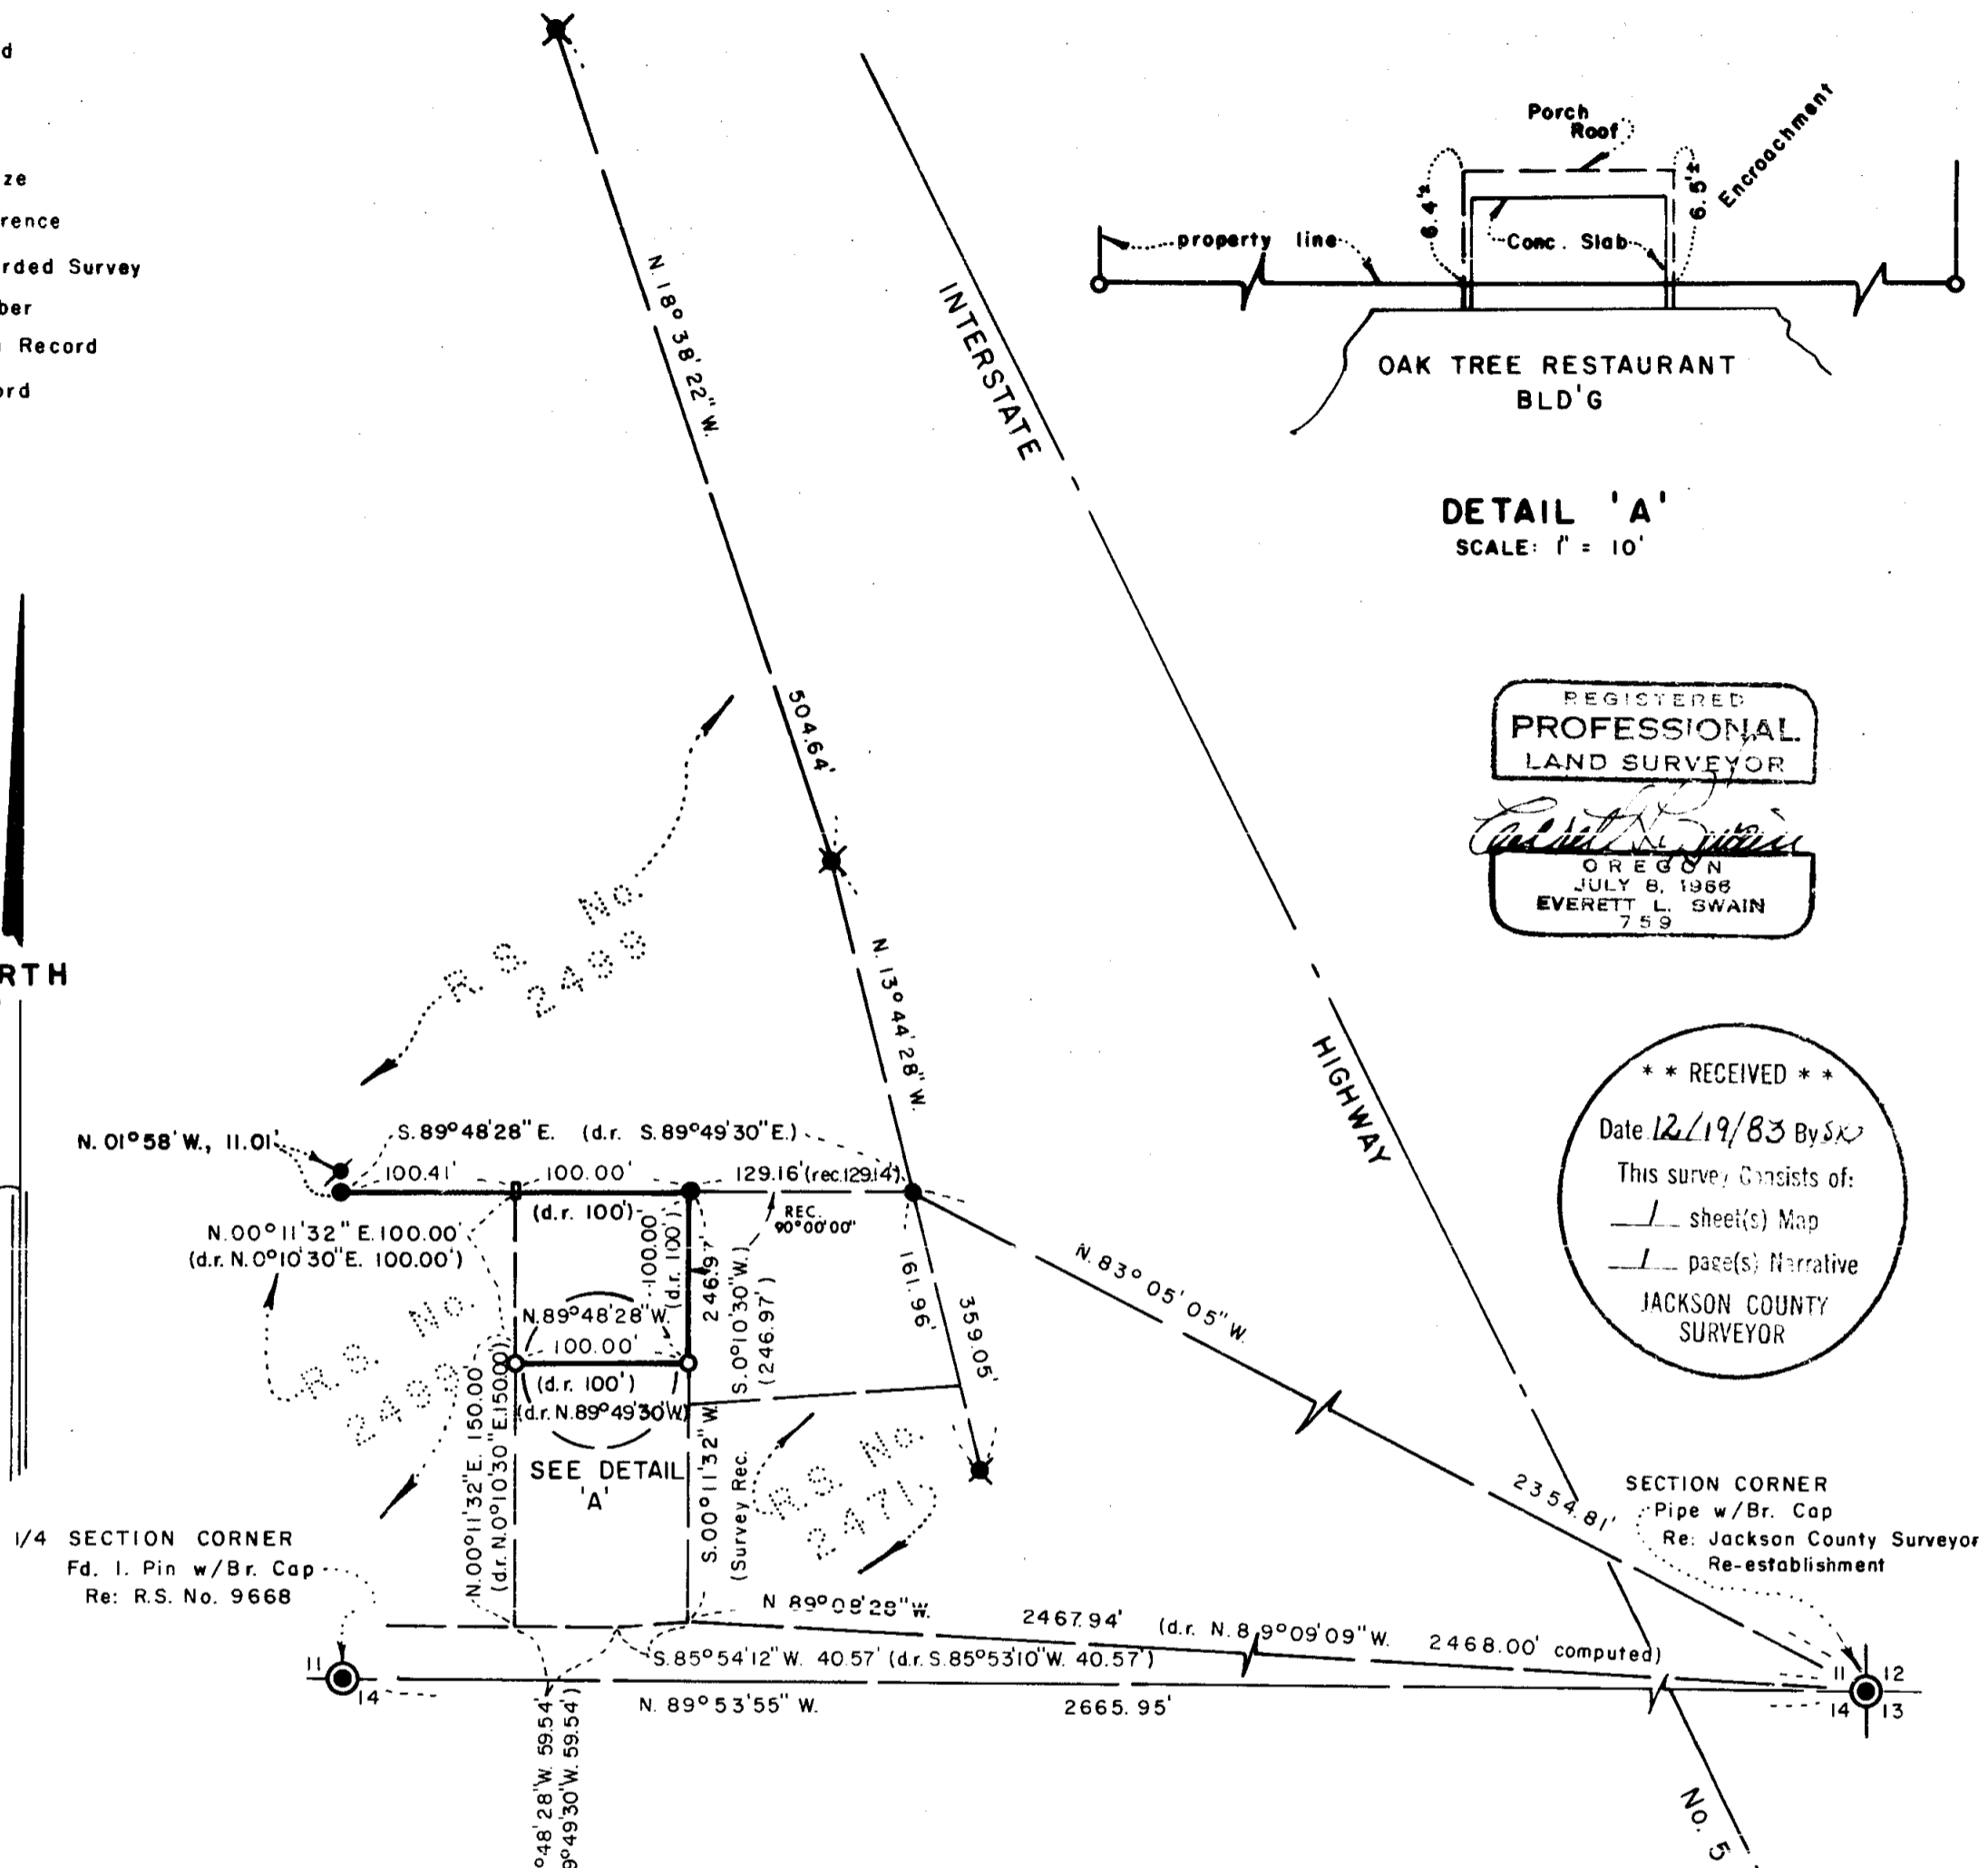 d
ze
rence
rded Survey
ber
Record
ord
RTH
Porch
Roof
Encroachment
6.4'±
6.5'±
property line
Conc. Slab
OAK TREE RESTAURANT
BLD'G
DETAIL 'A'
SCALE: 1" = 10'
N. 18° 38' 22" W.
504.64'
INTERSTATE
HIGHWAY
No. 5
REGISTERED
PROFESSIONAL
LAND SURVEYOR
OREGON
JULY 8, 1966
EVERETT L. SWAIN
759
* * RECEIVED * *
Date 12/19/83 By
This survey Consists of:
1 sheet(s) Map
1 page(s) Narrative
JACKSON COUNTY
SURVEYOR
R. S. No.
2499
N. 13° 44' 28" W.
N. 01° 58' W., 11.01'
S. 89° 48' 28" E. (d.r. S. 89° 49' 30" E.)
100.41'
100.00'
129.16' (rec. 129.14')
(d.r. 100')
REC.
90°00'00"
N. 00° 11' 32" E. 100.00'
(d.r. N. 0° 10' 30" E. 100.00')
100.00'
(d.r. 100')
246.97'
S. 0° 10' 30" W.)
(246.97')
161.96'
359.05'
N. 83° 05' 05" W.
2354.81'
N. 89° 48' 28" W.
100.00'
(d.r. 100')
(d.r. N. 89° 49' 30" W.)
SEE DETAIL
'A'
R.S. No.
2499
N. 00° 11' 32" E. 150.00'
(d.r. N. 0° 10' 30" E. 150.00')
S. 00° 11' 32" W.
(Survey Rec.
R.S. No.
2471
1/4 SECTION CORNER
Fd. I. Pin w/Br. Cap
Re: R.S. No. 9668
SECTION CORNER
Pipe w/Br. Cap
Re: Jackson County Surveyor
Re-establishment
N 89° 08' 28" W. 2467.94' (d.r. N. 89° 09' 09" W. 2468.00' computed)
S. 85° 54' 12" W. 40.57' (d.r. S. 85° 53' 10" W. 40.57')
11
14
N. 89° 53' 55" W. 2665.95'
11 12
14 13
°48' 28" W. 59.54'
9° 49' 30" W. 59.54')